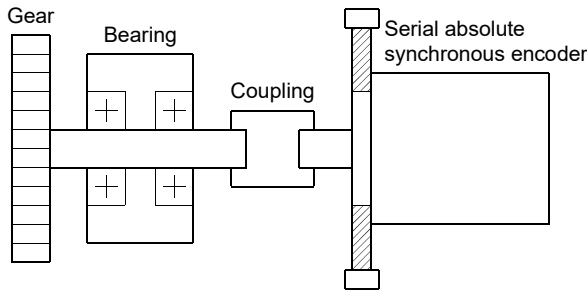 Gear
Bearing
Coupling
Serial absolute
synchronous encoder